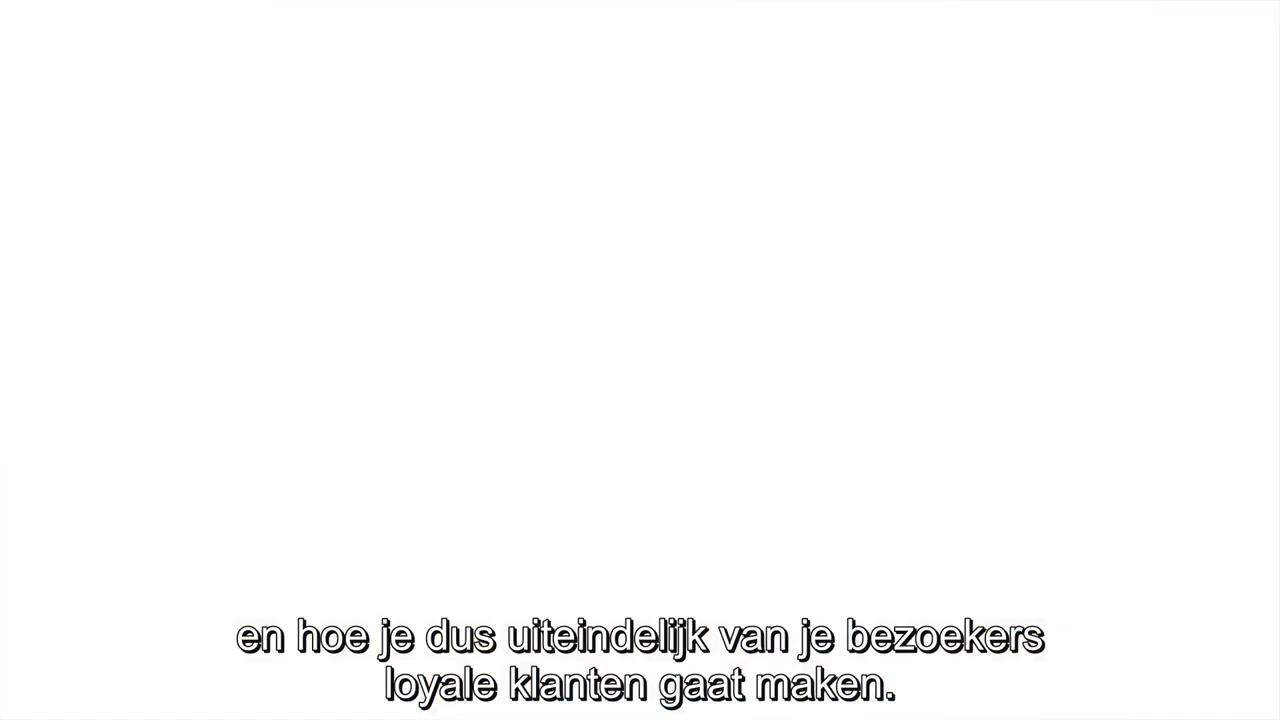 en hoe je dus uiteindelijk van je bezoekers
loyale klanten gaat maken.